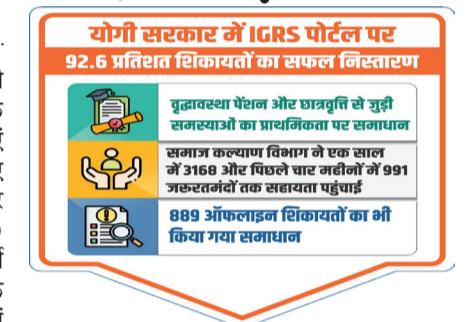 योगी सरकार में IGRS पोर्टल पर
92.6 प्रतिशत शिकायतों का सफल निस्तारण
वृद्धावस्था पेंशन और छात्रवृत्ति से जुड़ी
समस्याओं का प्राथमिकता पर समाधान
समाज कल्याण विभाग ने एक साल
में 3168 और पिछले चार महीनों में 991
जरूरतमंदों तक सहायता पहुंचाई
889 ऑफलाइन शिकायतों का भी
किया गया समाधान